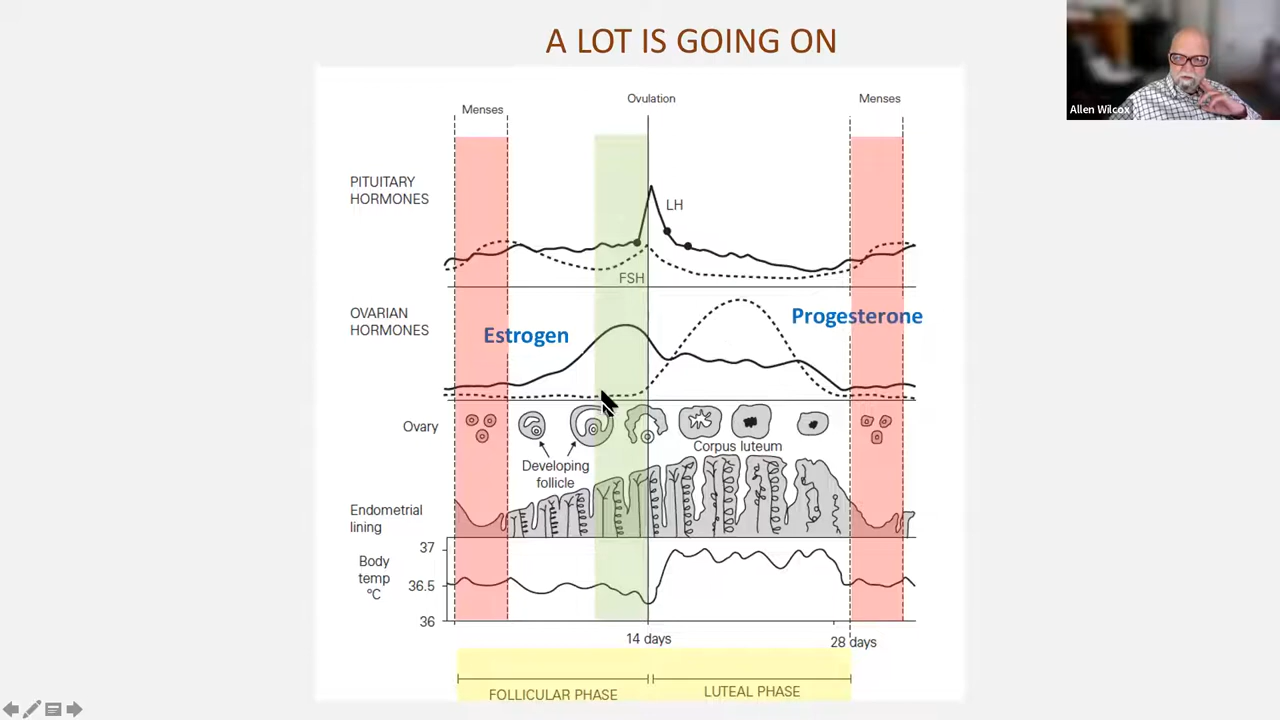 A LOT IS GOING ON
Allen Wilcox
Menses
Ovulation
Menses
PITUITARY
HORMONES
LH
FSH
OVARIAN
HORMONES
Estrogen
Progesterone
Ovary
Corpus luteum
Developing
follicle
Endometrial
lining
37
Body
temp
°C
36.5
36
14 days
28 days
FOLLICULAR PHASE
LUTEAL PHASE